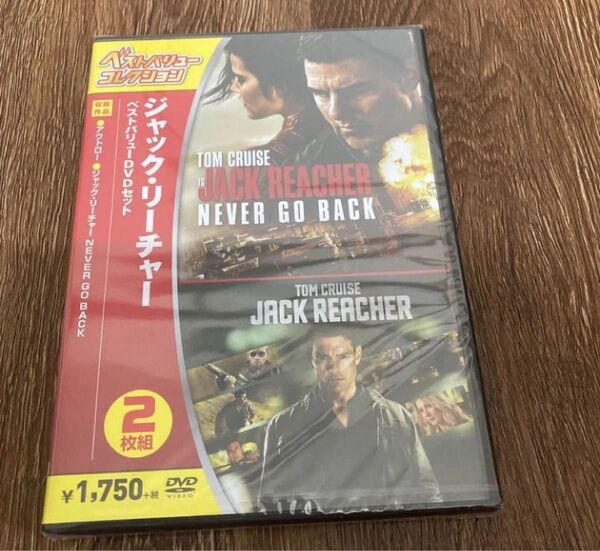 ベストバリュー
コレクション
ジャック・リーチャー
ベストバリューDVDセット
収録作品
●アウトロー ●ジャック・リーチャー NEVER GO BACK
2
枚組
¥1,750+税
DVD
VIDEO
TOM CRUISE
IS
JACK REACHER
NEVER GO BACK
TOM CRUISE
JACK REACHER